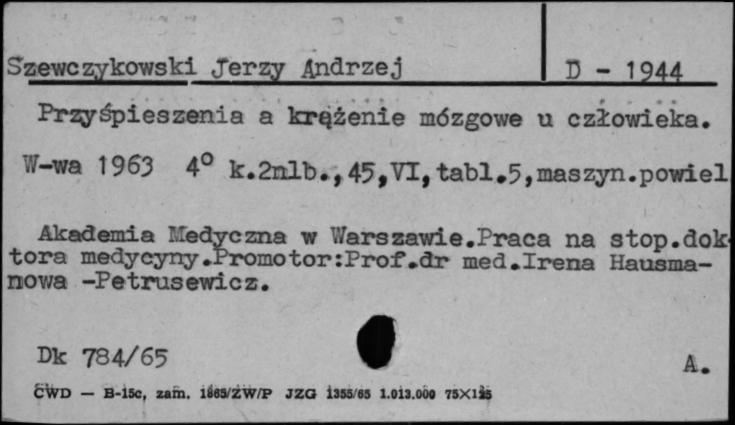 Szewczykowski Jerzy Andrzej D - 1944
Przyśpieszenia a krążenie mózgowe u człowieka.
W-wa 1963 4° k.2nlb.,45,VI,tabl.5,maszyn.powiel
Akademia Medyczna w Warszawie.Praca na stop.dok-
tora medycyny.Promotor:Prof.dr med.Irena Hausma-
nowa -Petrusewicz.
Dk 784/65 A.
CWD — B-15c, zam. 1865/ZW/P JZG 1355/65 1.013.000 75X125